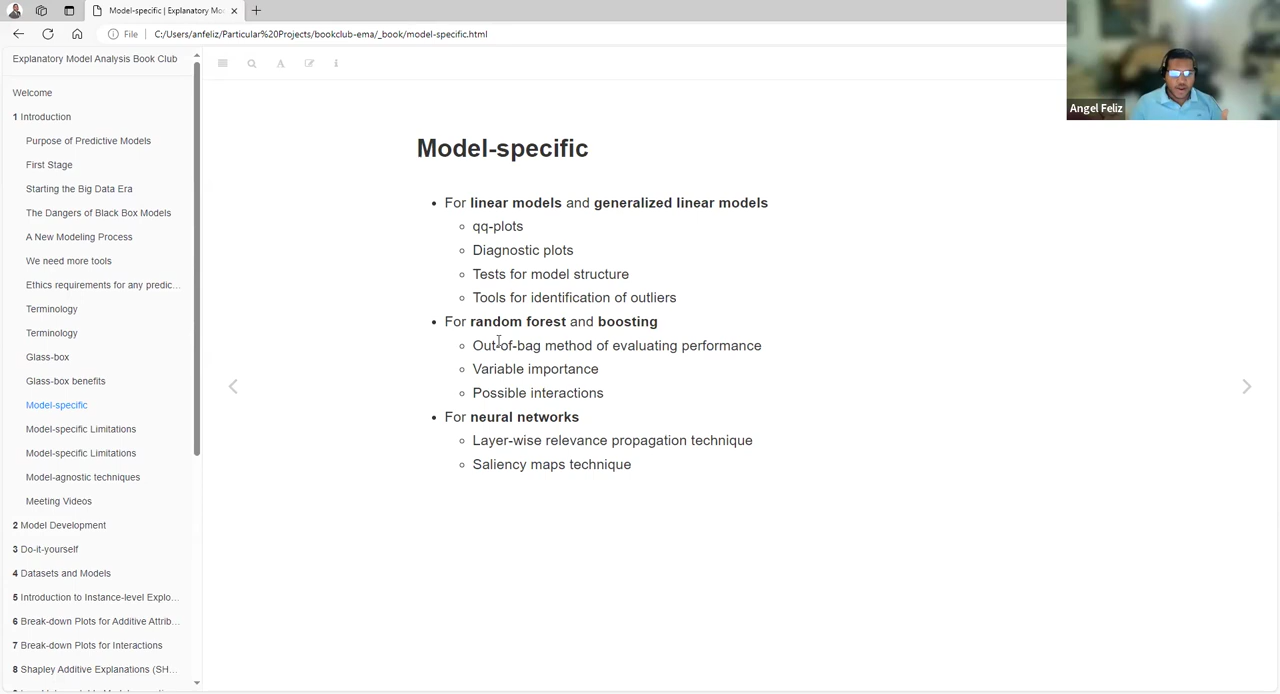 Model-specific | Explanatory Mo
File
C:/Users/anfeliz/Particular%20Projects/bookclub-ema/_book/model-specific.html
Angel Feliz
Explanatory Model Analysis Book Club
Welcome
1 Introduction
Purpose of Predictive Models
First Stage
Starting the Big Data Era
The Dangers of Black Box Models
A New Modeling Process
We need more tools
Ethics requirements for any predic...
Terminology
Terminology
Glass-box
Glass-box benefits
Model-specific
Model-specific Limitations
Model-specific Limitations
Model-agnostic techniques
Meeting Videos
2 Model Development
3 Do-it-yourself
4 Datasets and Models
5 Introduction to Instance-level Explo...
6 Break-down Plots for Additive Attrib...
7 Break-down Plots for Interactions
8 Shapley Additive Explanations (SH...
Model-specific
For linear models and generalized linear models
qq-plots
Diagnostic plots
Tests for model structure
Tools for identification of outliers
For random forest and boosting
Out-of-bag method of evaluating performance
Variable importance
Possible interactions
For neural networks
Layer-wise relevance propagation technique
Saliency maps technique